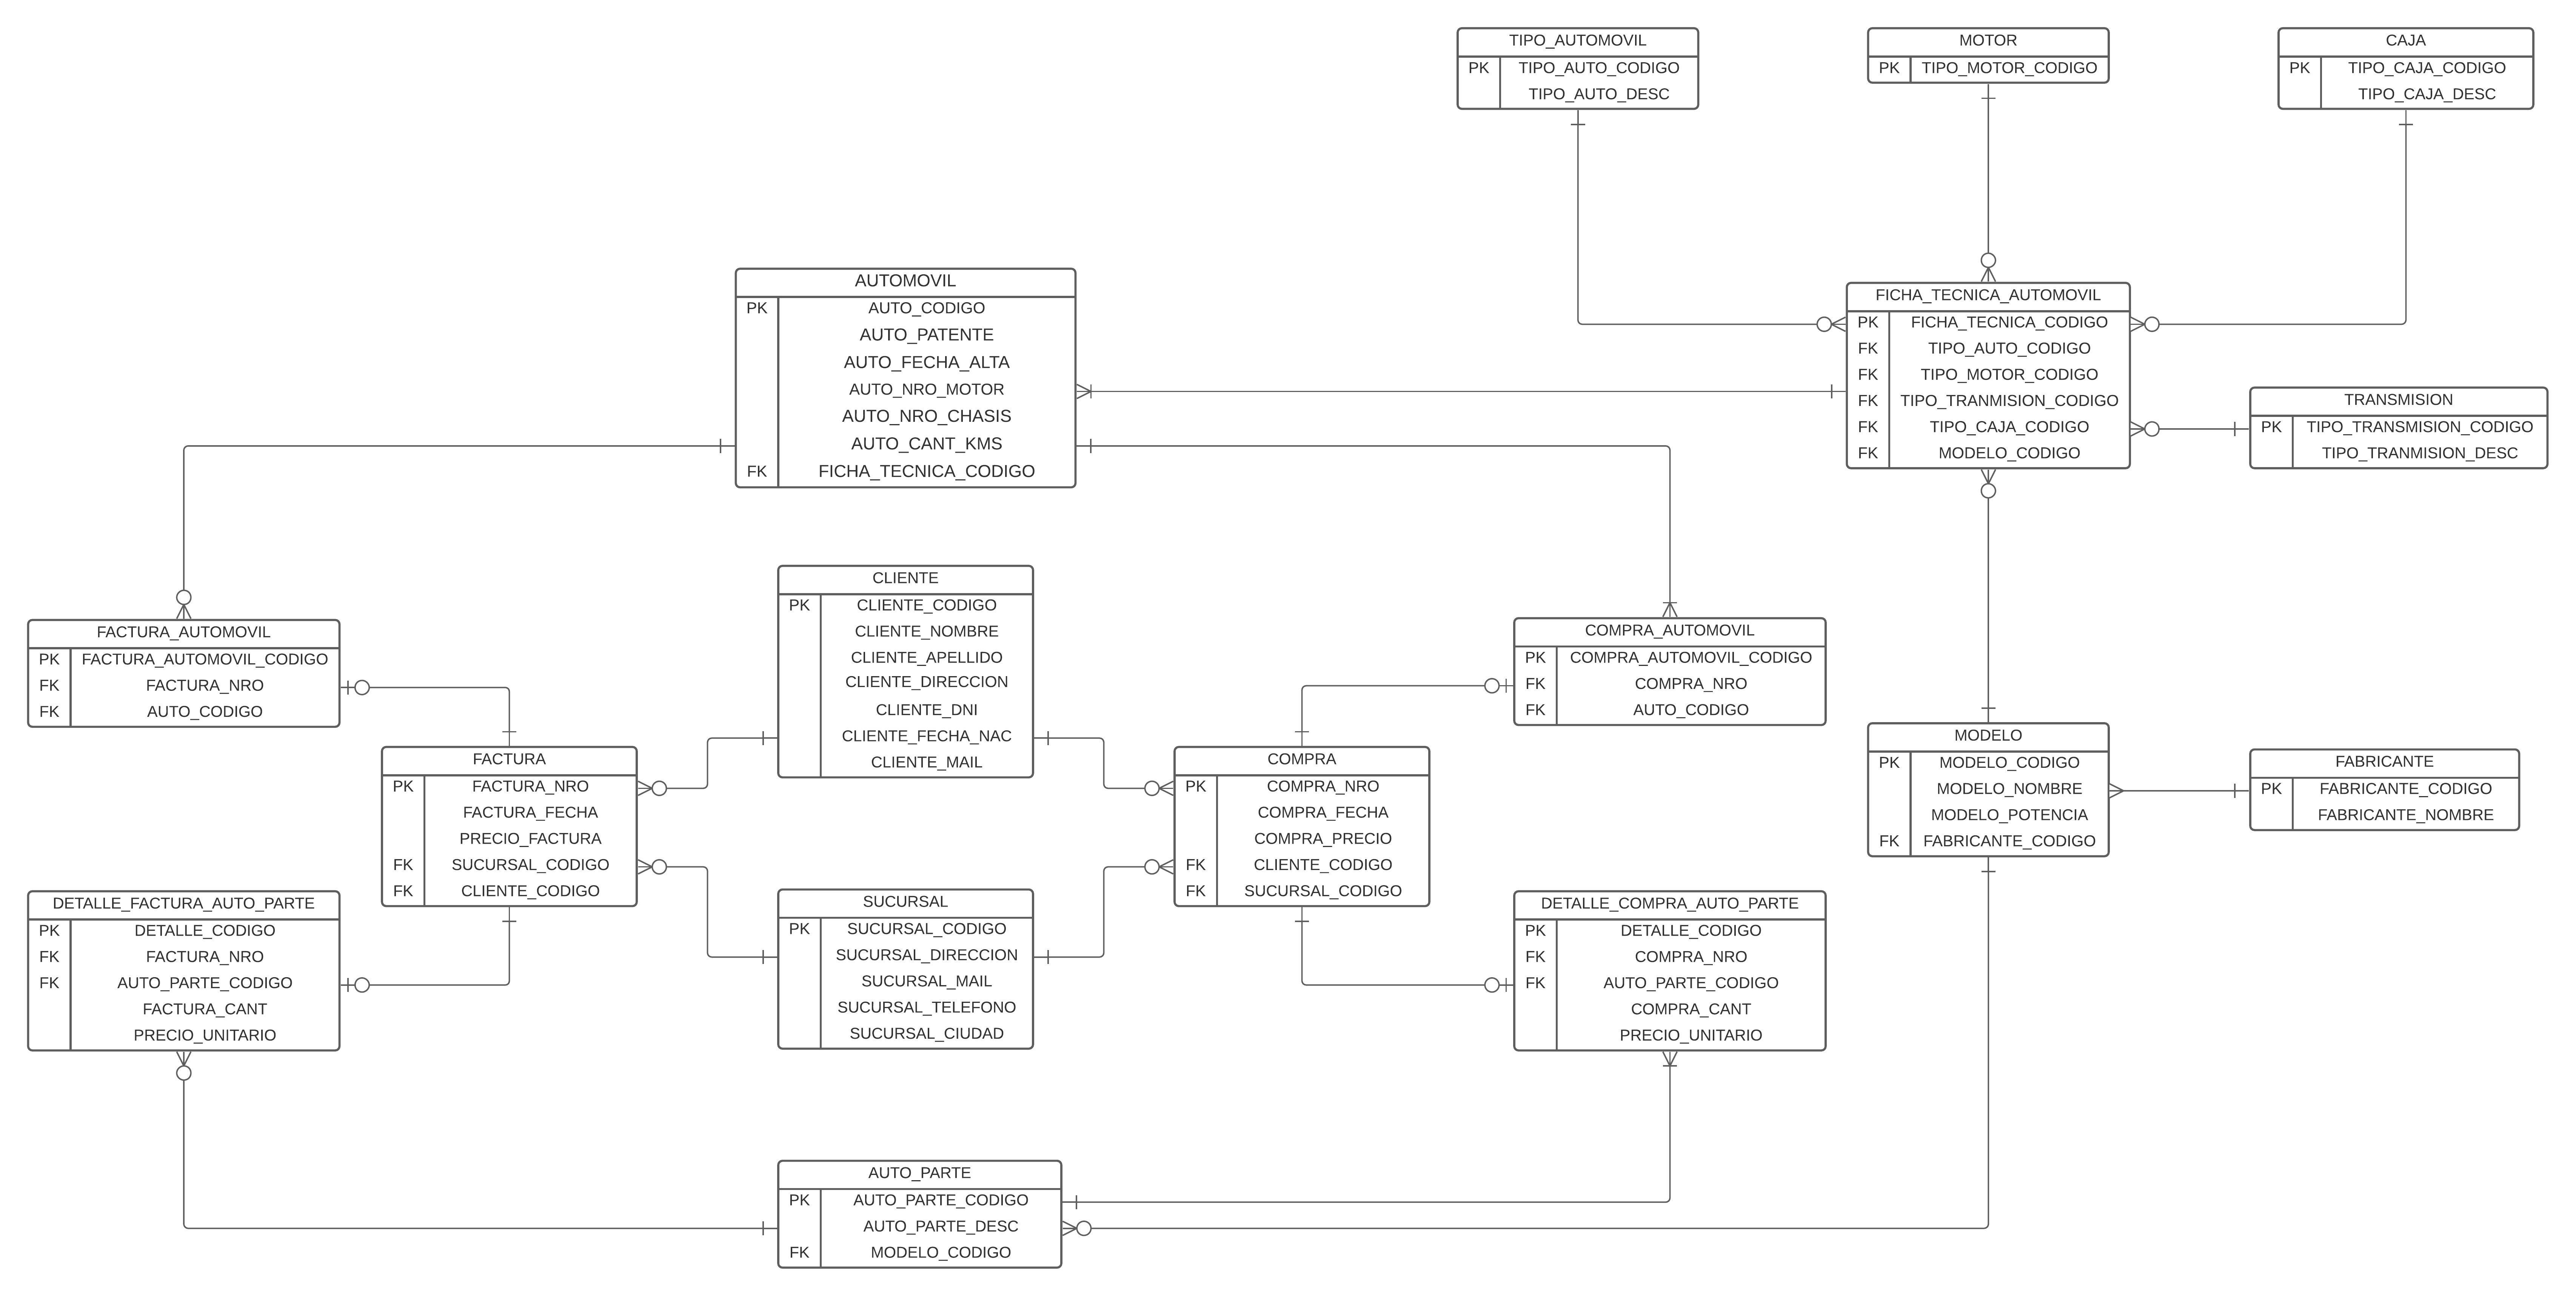 TIPO_AUTOMOVIL
PK TIPO_AUTO_CODIGO
TIPO_AUTO_DESC
MOTOR
PK TIPO_MOTOR_CODIGO
CAJA
PK TIPO_CAJA_CODIGO
TIPO_CAJA_DESC
AUTOMOVIL
PK AUTO_CODIGO
AUTO_PATENTE
AUTO_FECHA_ALTA
AUTO_NRO_MOTOR
AUTO_NRO_CHASIS
AUTO_CANT_KMS
FK FICHA_TECNICA_CODIGO
FICHA_TECNICA_AUTOMOVIL
PK FICHA_TECNICA_CODIGO
FK TIPO_AUTO_CODIGO
FK TIPO_MOTOR_CODIGO
FK TIPO_TRANMISION_CODIGO
FK TIPO_CAJA_CODIGO
FK MODELO_CODIGO
TRANSMISION
PK TIPO_TRANSMISION_CODIGO
TIPO_TRANMISION_DESC
FACTURA_AUTOMOVIL
PK FACTURA_AUTOMOVIL_CODIGO
FK FACTURA_NRO
FK AUTO_CODIGO
CLIENTE
PK CLIENTE_CODIGO
CLIENTE_NOMBRE
CLIENTE_APELLIDO
CLIENTE_DIRECCION
CLIENTE_DNI
CLIENTE_FECHA_NAC
CLIENTE_MAIL
COMPRA_AUTOMOVIL
PK COMPRA_AUTOMOVIL_CODIGO
FK COMPRA_NRO
FK AUTO_CODIGO
FACTURA
PK FACTURA_NRO
FACTURA_FECHA
PRECIO_FACTURA
FK SUCURSAL_CODIGO
FK CLIENTE_CODIGO
COMPRA
PK COMPRA_NRO
COMPRA_FECHA
COMPRA_PRECIO
FK CLIENTE_CODIGO
FK SUCURSAL_CODIGO
MODELO
PK MODELO_CODIGO
MODELO_NOMBRE
MODELO_POTENCIA
FK FABRICANTE_CODIGO
FABRICANTE
PK FABRICANTE_CODIGO
FABRICANTE_NOMBRE
DETALLE_FACTURA_AUTO_PARTE
PK DETALLE_CODIGO
FK FACTURA_NRO
FK AUTO_PARTE_CODIGO
FACTURA_CANT
PRECIO_UNITARIO
SUCURSAL
PK SUCURSAL_CODIGO
SUCURSAL_DIRECCION
SUCURSAL_MAIL
SUCURSAL_TELEFONO
SUCURSAL_CIUDAD
DETALLE_COMPRA_AUTO_PARTE
PK DETALLE_CODIGO
FK COMPRA_NRO
FK AUTO_PARTE_CODIGO
COMPRA_CANT
PRECIO_UNITARIO
AUTO_PARTE
PK AUTO_PARTE_CODIGO
AUTO_PARTE_DESC
FK MODELO_CODIGO